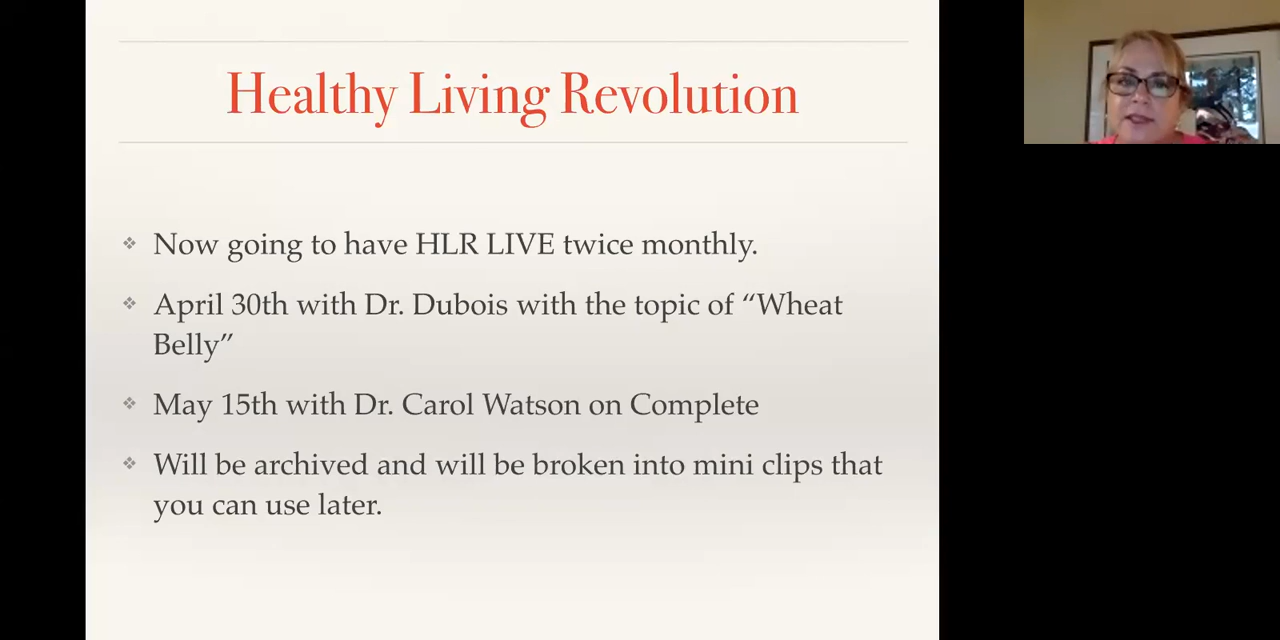 Healthy Living Revolution
Now going to have HLR LIVE twice monthly.
April 30th with Dr. Dubois with the topic of “Wheat
Belly”
May 15th with Dr. Carol Watson on Complete
Will be archived and will be broken into mini clips that
you can use later.